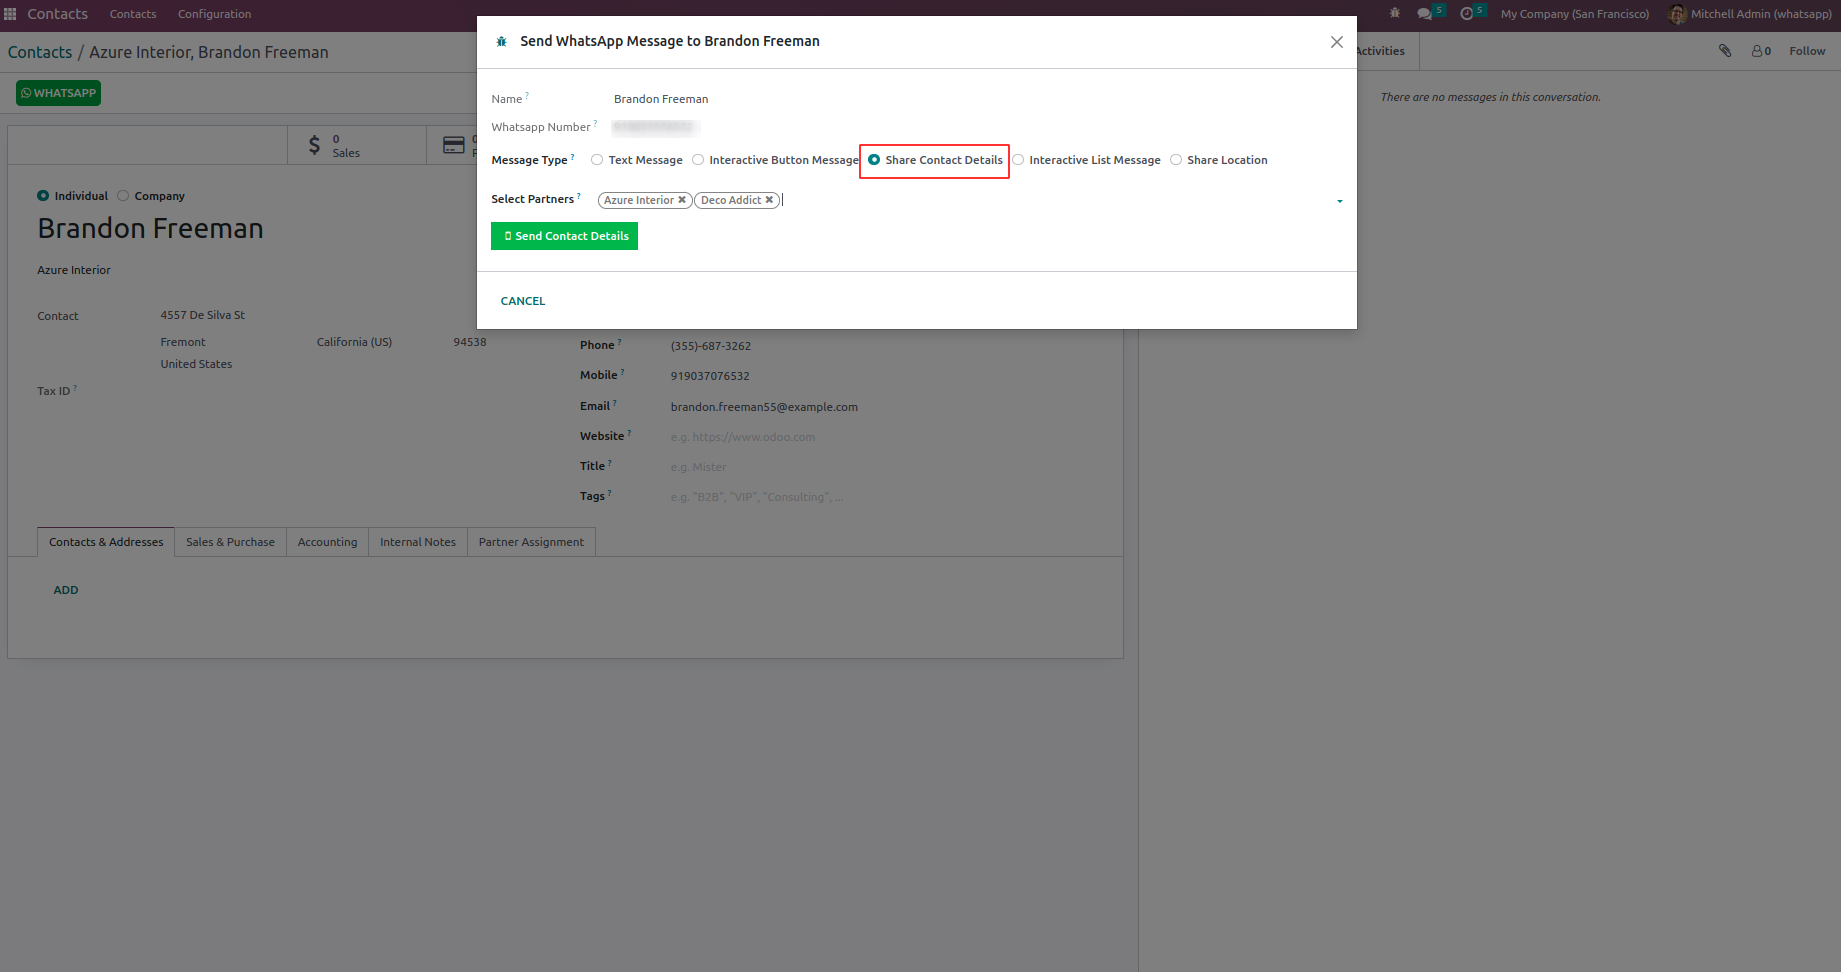 Contacts Contacts Configuration
5 5 My Company (San Francisco) Mitchell Admin (whatsapp)
Contacts / Azure Interior, Brandon Freeman
Activities 0 Follow
WHATSAPP
There are no messages in this conversation.
0
Sales
0
Individual Company
Brandon Freeman
Azure Interior
Contact 4557 De Silva St
Fremont California (US) 94538
United States
Tax ID ?
Phone ? (355)-687-3262
Mobile ? 919037076532
Email ? brandon.freeman55@example.com
Website ? e.g. https://www.odoo.com
Title ? e.g. Mister
Tags ? e.g. "B2B", "VIP", "Consulting", ...
Contacts & Addresses Sales & Purchase Accounting Internal Notes Partner Assignment
ADD
Send WhatsApp Message to Brandon Freeman
Name ? Brandon Freeman
Whatsapp Number ?
Message Type ? Text Message Interactive Button Message Share Contact Details Interactive List Message Share Location
Select Partners ? Azure Interior Deco Addict
Send Contact Details
CANCEL